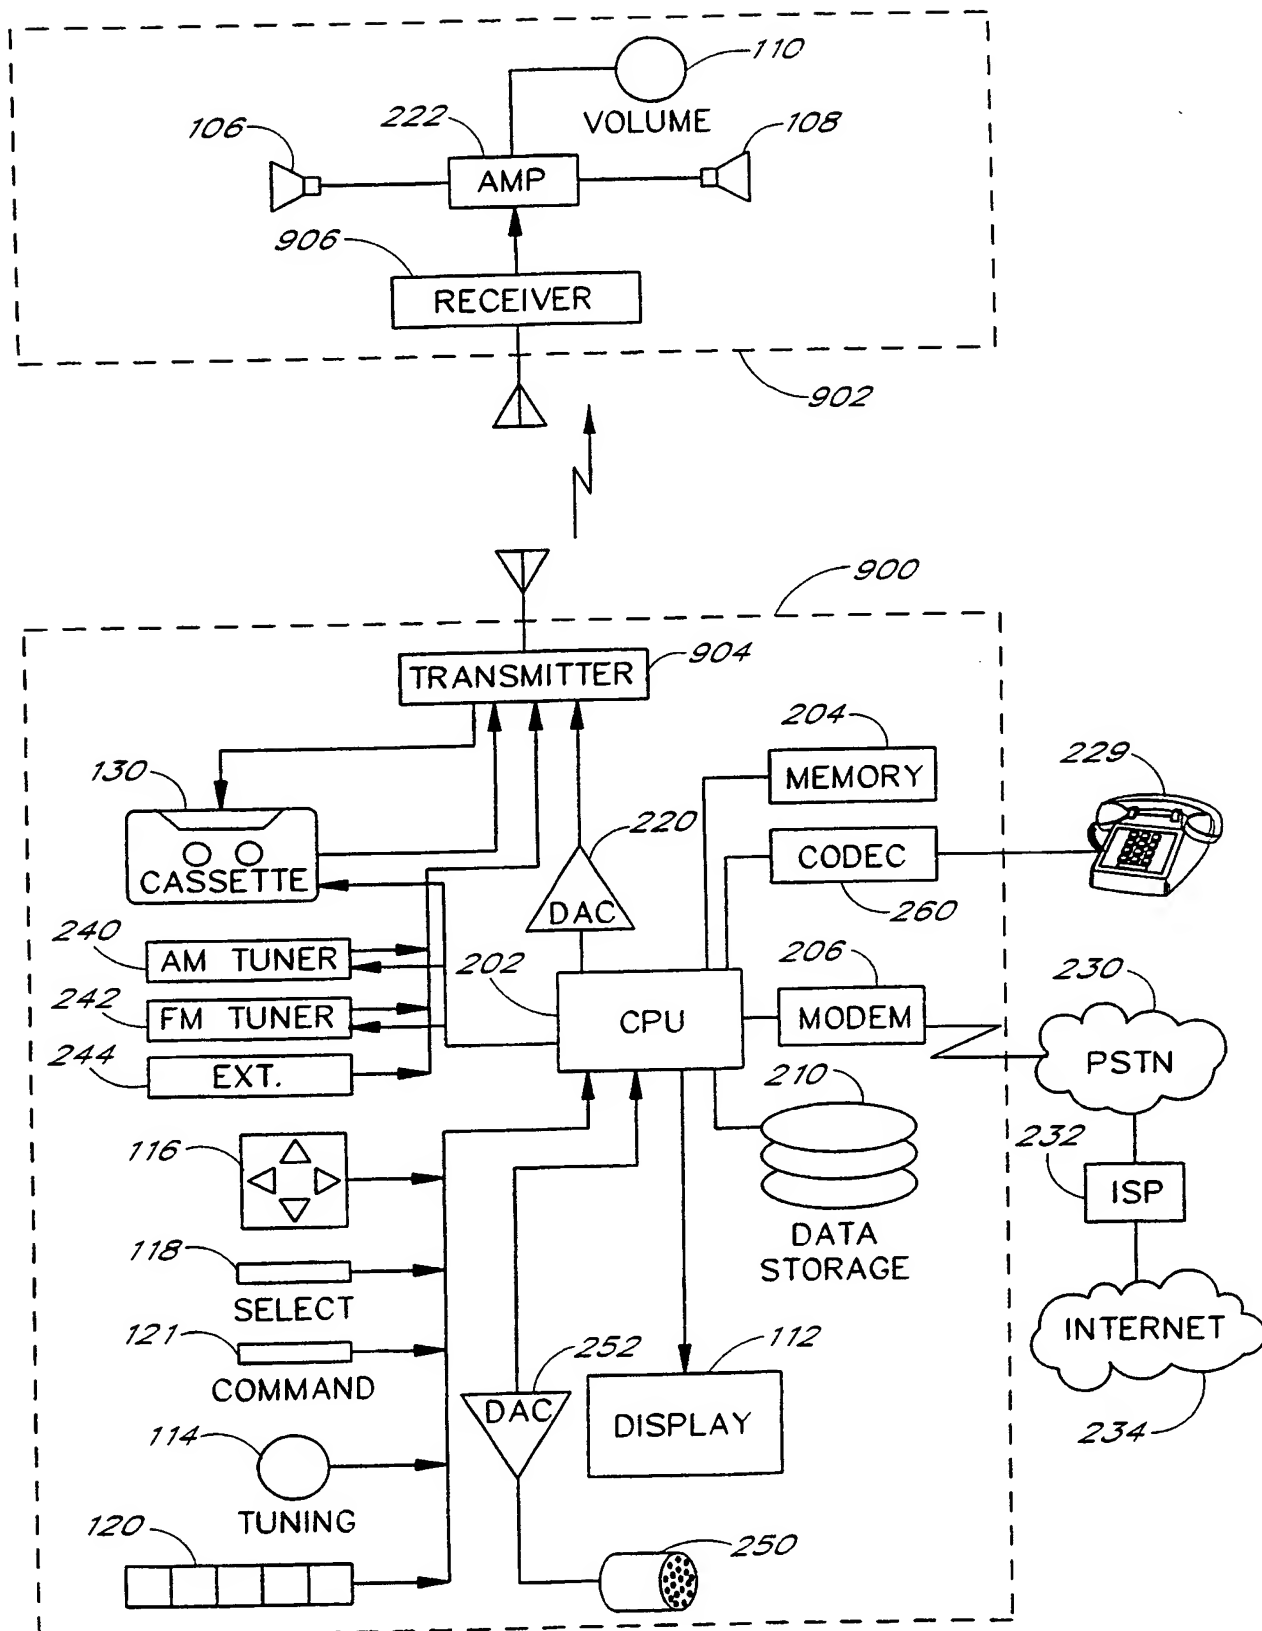 110
VOLUME
222
106
108
AMP
906
RECEIVER
902
900
904
TRANSMITTER
204
MEMORY
229
130
CASSETTE
220
DAC
CODEC
260
240
AM TUNER
202
CPU
206
MODEM
230
PSTN
242
FM TUNER
244
EXT.
210
DATA
STORAGE
232
ISP
116
118
SELECT
INTERNET
234
121
COMMAND
252
DAC
112
DISPLAY
114
TUNING
120
250